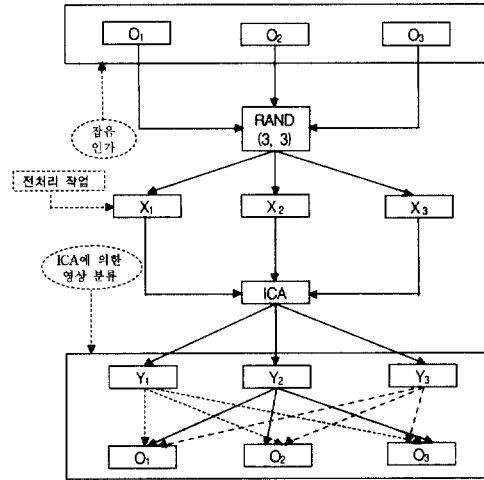 O₁ O₂ O₃
RAND
(3, 3)
잡음
인가
전처리 작업
X₁ X₂ X₃
ICA에 의한
영상 분류
ICA
Y₁ Y₂ Y₃
O₁ O₂ O₃